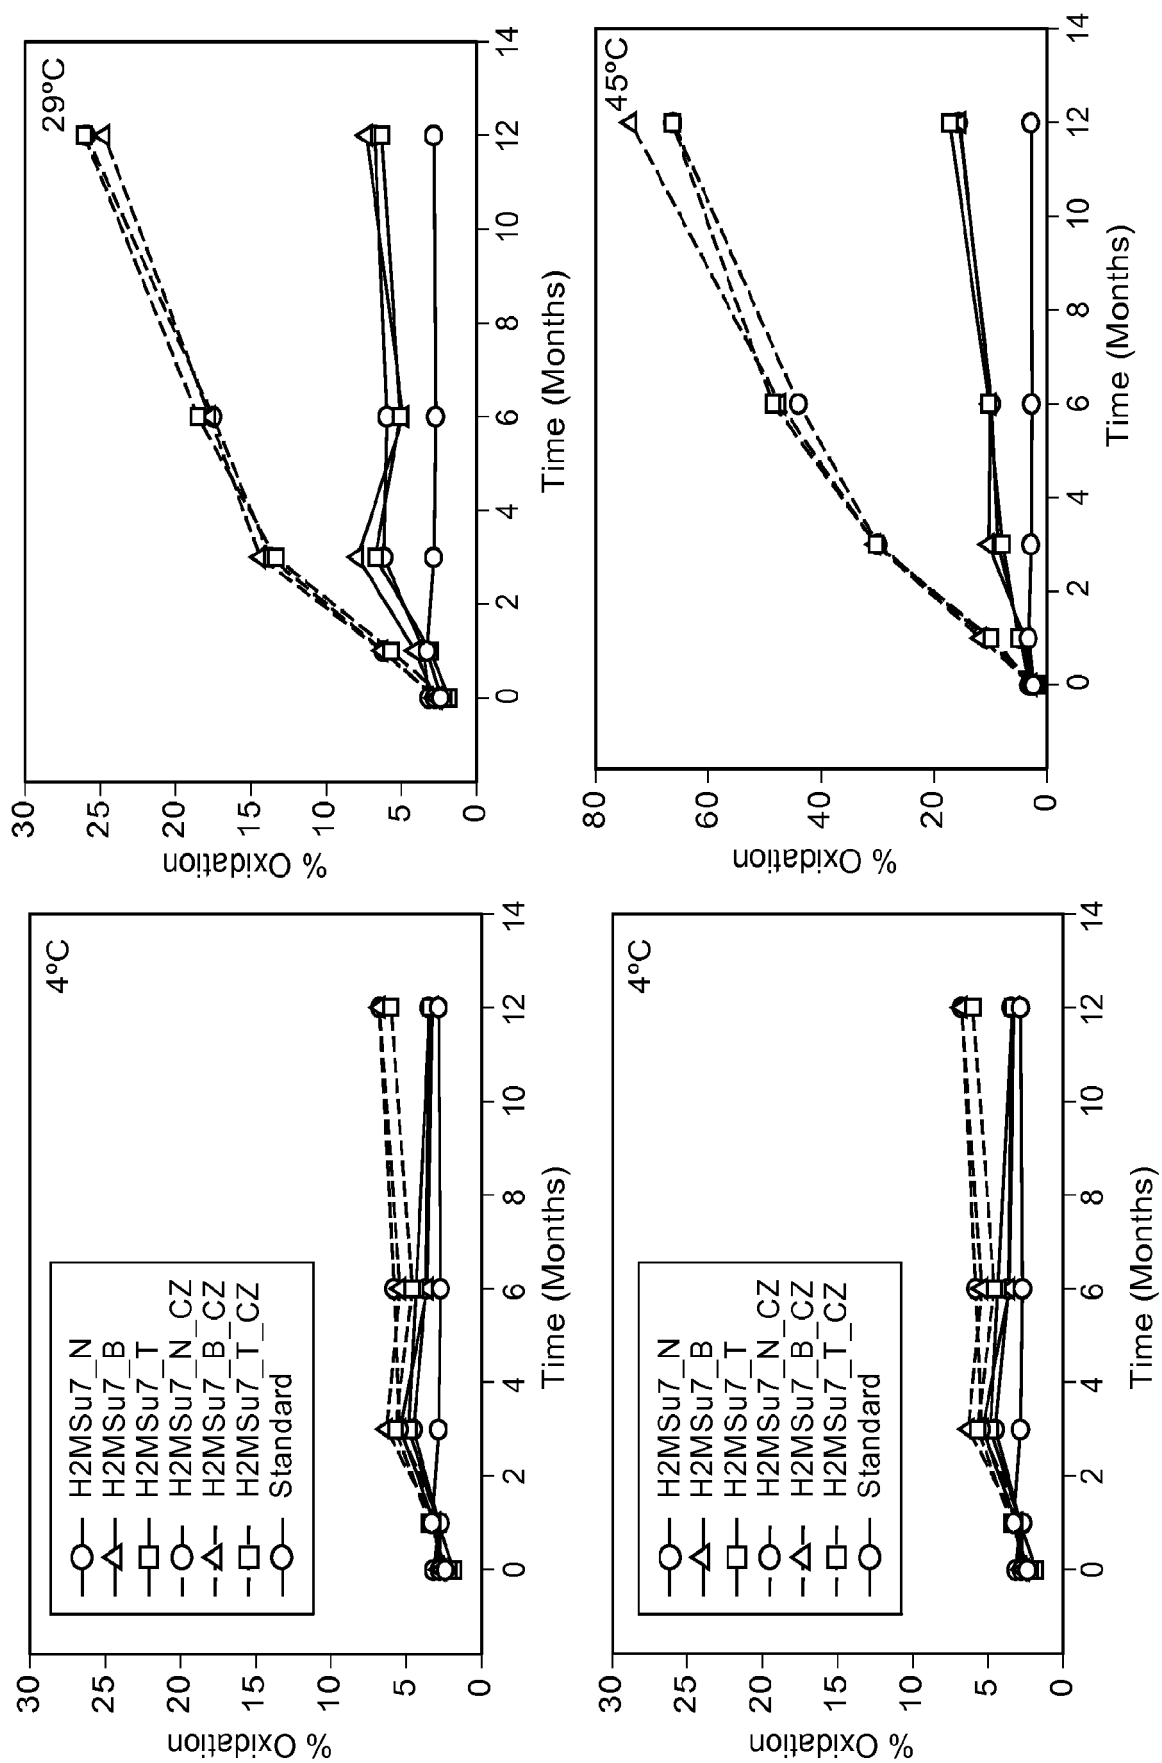 4ºC
30
25
20
15
10
5
0
% Oxidation
H2MSu7_N
H2MSu7_B
H2MSu7_T
H2MSu7_N_CZ
H2MSu7_B_CZ
H2MSu7_T_CZ
Standard
0 2 4 6 8 10 12 14
Time (Months)
29ºC
30
25
20
15
10
5
0
% Oxidation
0 2 4 6 8 10 12 14
Time (Months)
4ºC
30
25
20
15
10
5
0
% Oxidation
H2MSu7_N
H2MSu7_B
H2MSu7_T
H2MSu7_N_CZ
H2MSu7_B_CZ
H2MSu7_T_CZ
Standard
0 2 4 6 8 10 12 14
Time (Months)
45ºC
80
60
40
20
0
% Oxidation
0 2 4 6 8 10 12 14
Time (Months)